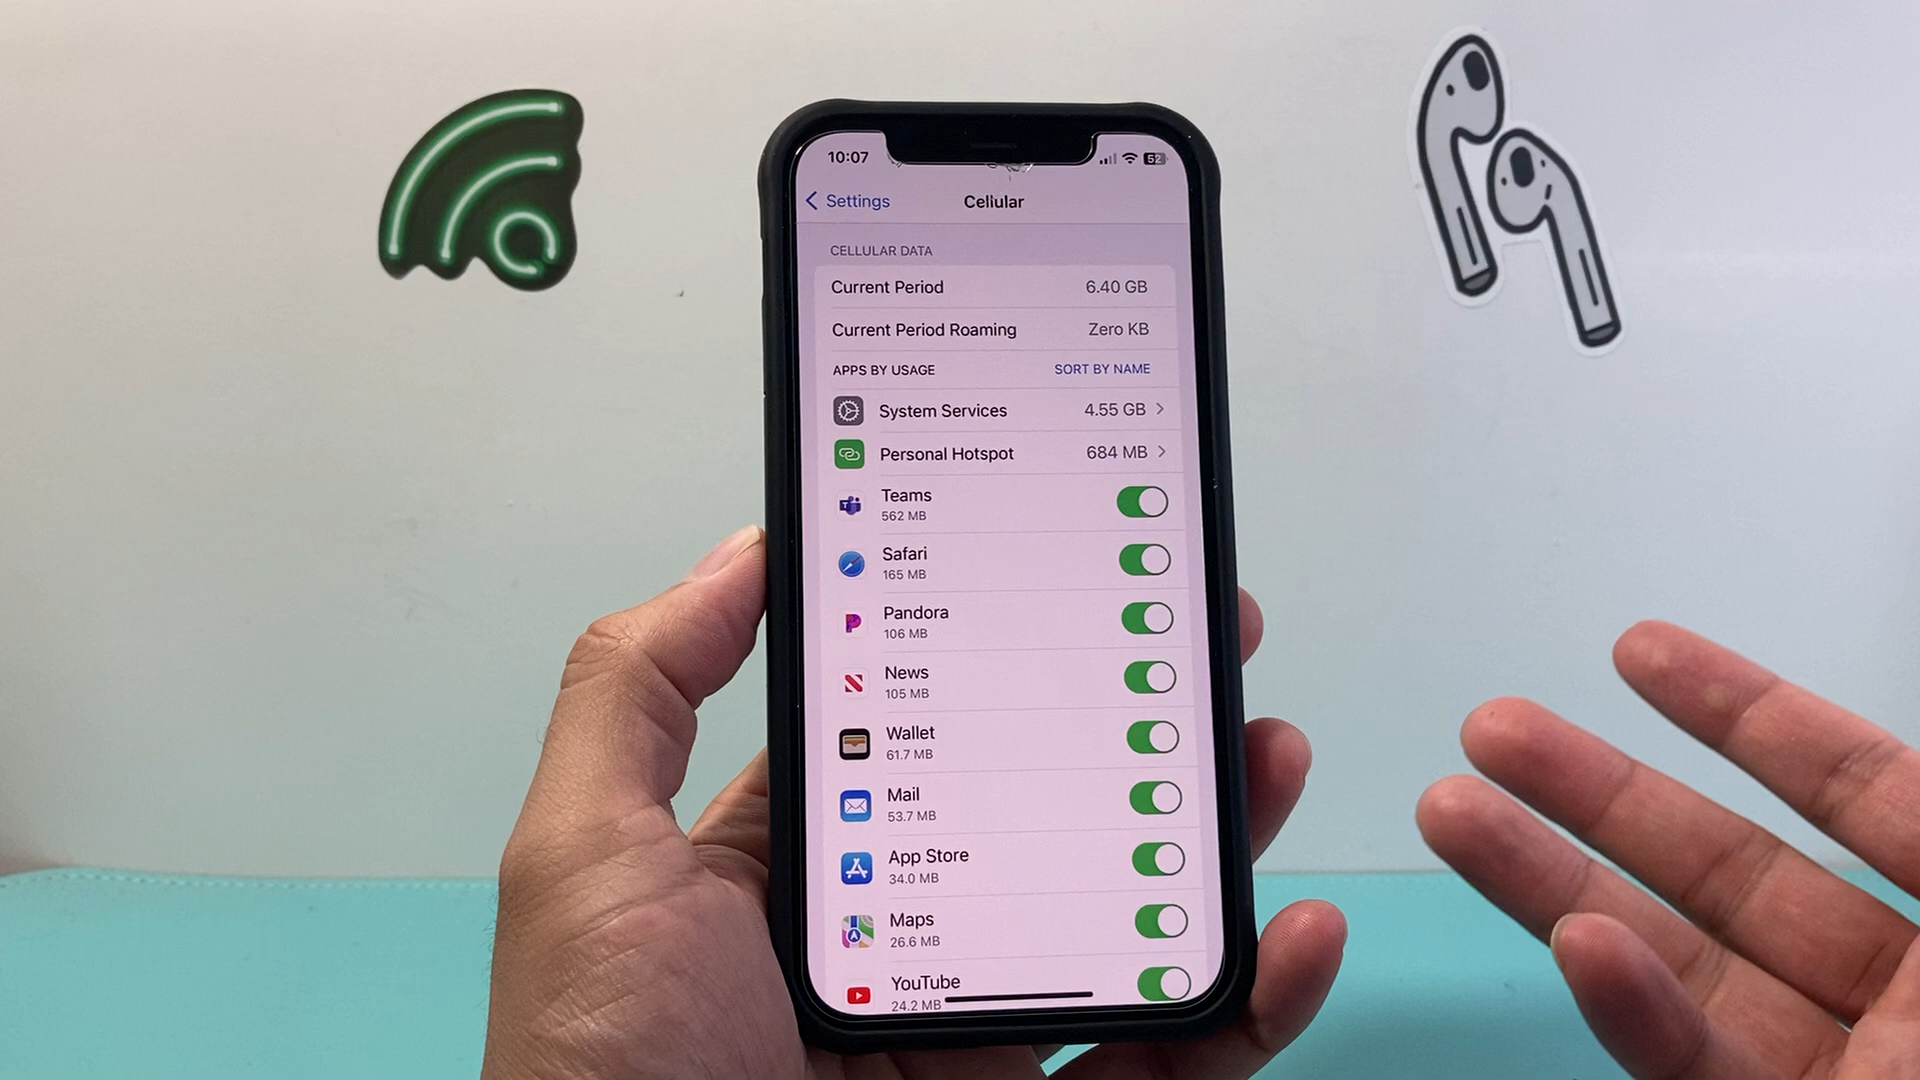 10:07
52
Settings
Cellular
CELLULAR DATA
Current Period 6.40 GB
Current Period Roaming Zero KB
APPS BY USAGE SORT BY NAME
System Services 4.55 GB
Personal Hotspot 684 MB
Teams
562 MB
Safari
165 MB
Pandora
106 MB
News
105 MB
Wallet
61.7 MB
Mail
53.7 MB
App Store
34.0 MB
Maps
26.6 MB
YouTube
24.2 MB